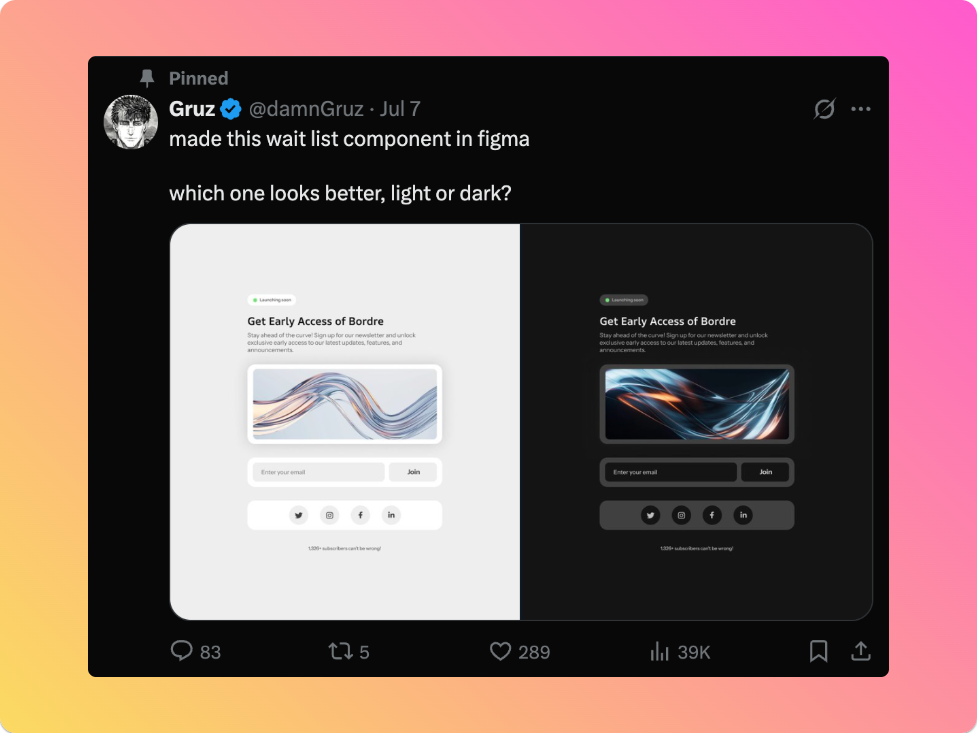 Pinned
Gruz @damnGruz · Jul 7
made this wait list component in figma
which one looks better, light or dark?
Launching soon
Get Early Access of Bordre
Stay ahead of the curve! Sign up for our newsletter and unlock
exclusive early access to our latest updates, features, and
announcements.
Enter your email
Join
f
in
1,000+ subscribers can't be wrong!
Launching soon
Get Early Access of Bordre
Stay ahead of the curve! Sign up for our newsletter and unlock
exclusive early access to our latest updates, features, and
announcements.
Enter your email
Join
f
in
subscribers can't be wrong!
83
5
289
39K